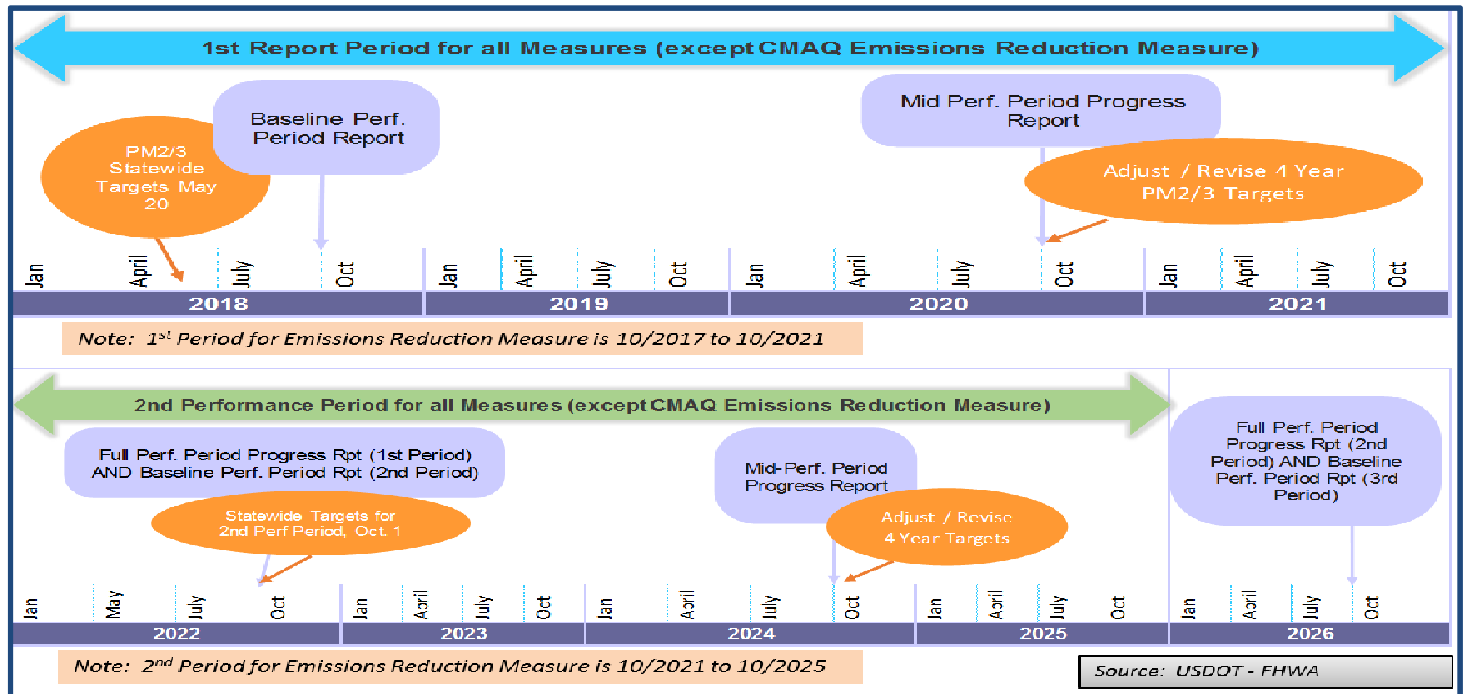 1st Report Period for all Measures (except CMAQ Emissions Reduction Measure)
Baseline Perf.
Period Report
Mid Perf. Period Progress
Report
PM2/3
Statewide
Targets May
20
Adjust / Revise 4 Year
PM2/3 Targets
Jan
April
July
Oct
Jan
April
July
Oct
Jan
April
July
Oct
Jan
April
July
Oct
2018
2019
2020
2021
Note: 1st Period for Emissions Reduction Measure is 10/2017 to 10/2021
2nd Performance Period for all Measures (except CMAQ Emissions Reduction Measure)
Full Perf. Period Progress Rpt (1st Period)
AND Baseline Perf. Period Rpt (2nd Period)
Mid-Perf. Period
Progress Report
Full Perf. Period
Progress Rpt (2nd
Period) AND Baseline
Perf. Period Rpt (3rd
Period)
Statewide Targets for
2nd Perf Period, Oct. 1
Adjust / Revise
4 Year Targets
Jan
May
July
Oct
Jan
April
July
Oct
Jan
April
July
Oct
Jan
April
July
Oct
Jan
April
July
Oct
2022
2023
2024
2025
2026
Note: 2nd Period for Emissions Reduction Measure is 10/2021 to 10/2025
Source: USDOT - FHWA